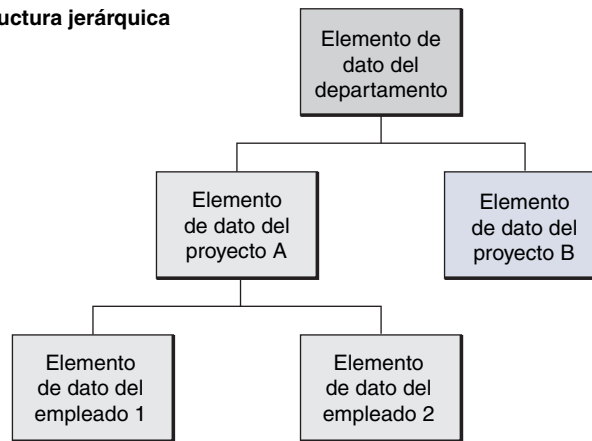 uctura jerárquica
Elemento de
dato del
departamento
Elemento
de dato del
proyecto A
Elemento
de dato del
proyecto B
Elemento
de dato del
empleado 1
Elemento
de dato del
empleado 2